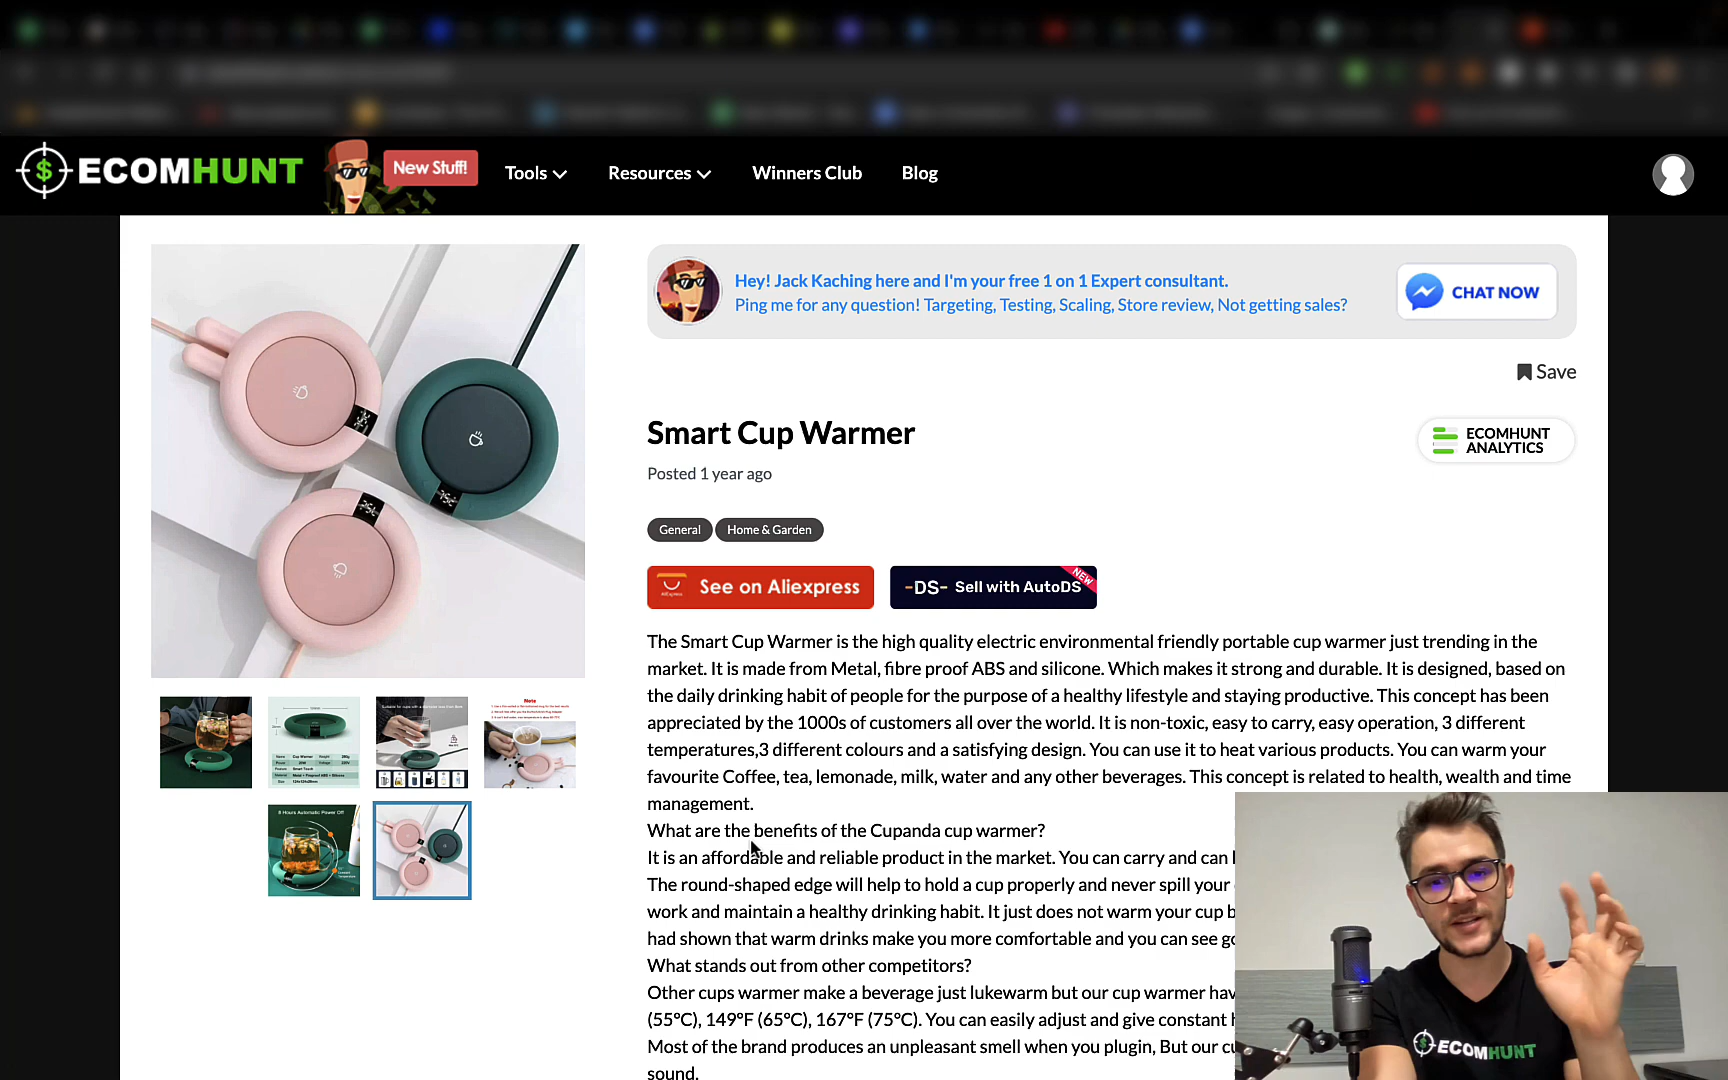 ECOMHUNT
New Stuff!
Tools
Resources
Winners Club
Blog
Hey! Jack Kaching here and I'm your free 1 on 1 Expert consultant.
Ping me for any question! Targeting, Testing, Scaling, Store review, Not getting sales?
CHAT NOW
Save
Smart Cup Warmer
ECOMHUNT
ANALYTICS
Posted 1 year ago
General
Home & Garden
See on Aliexpress
-DS- Sell with AutoDS
NEW
The Smart Cup Warmer is the high quality electric environmental friendly portable cup warmer just trending in the
market. It is made from Metal, fibre proof ABS and silicone. Which makes it strong and durable. It is designed, based on
the daily drinking habit of people for the purpose of a healthy lifestyle and staying productive. This concept has been
appreciated by the 1000s of customers all over the world. It is non-toxic, easy to carry, easy operation, 3 different
temperatures,3 different colours and a satisfying design. You can use it to heat various products. You can warm your
favourite Coffee, tea, lemonade, milk, water and any other beverages. This concept is related to health, wealth and time
management.
What are the benefits of the Cupanda cup warmer?
It is an affordable and reliable product in the market. You can carry and can
The round-shaped edge will help to hold a cup properly and never spill your
work and maintain a healthy drinking habit. It just does not warm your cup
had shown that warm drinks make you more comfortable and you can see
What stands out from other competitors?
Other cups warmer make a beverage just lukewarm but our cup warmer
(55°C), 149°F (65°C), 167°F (75°C). You can easily adjust and give constant
Most of the brand produces an unpleasant smell when you plugin, But our
sound.
Note
8 Hours Automatic Power Off
ECOMHUNT